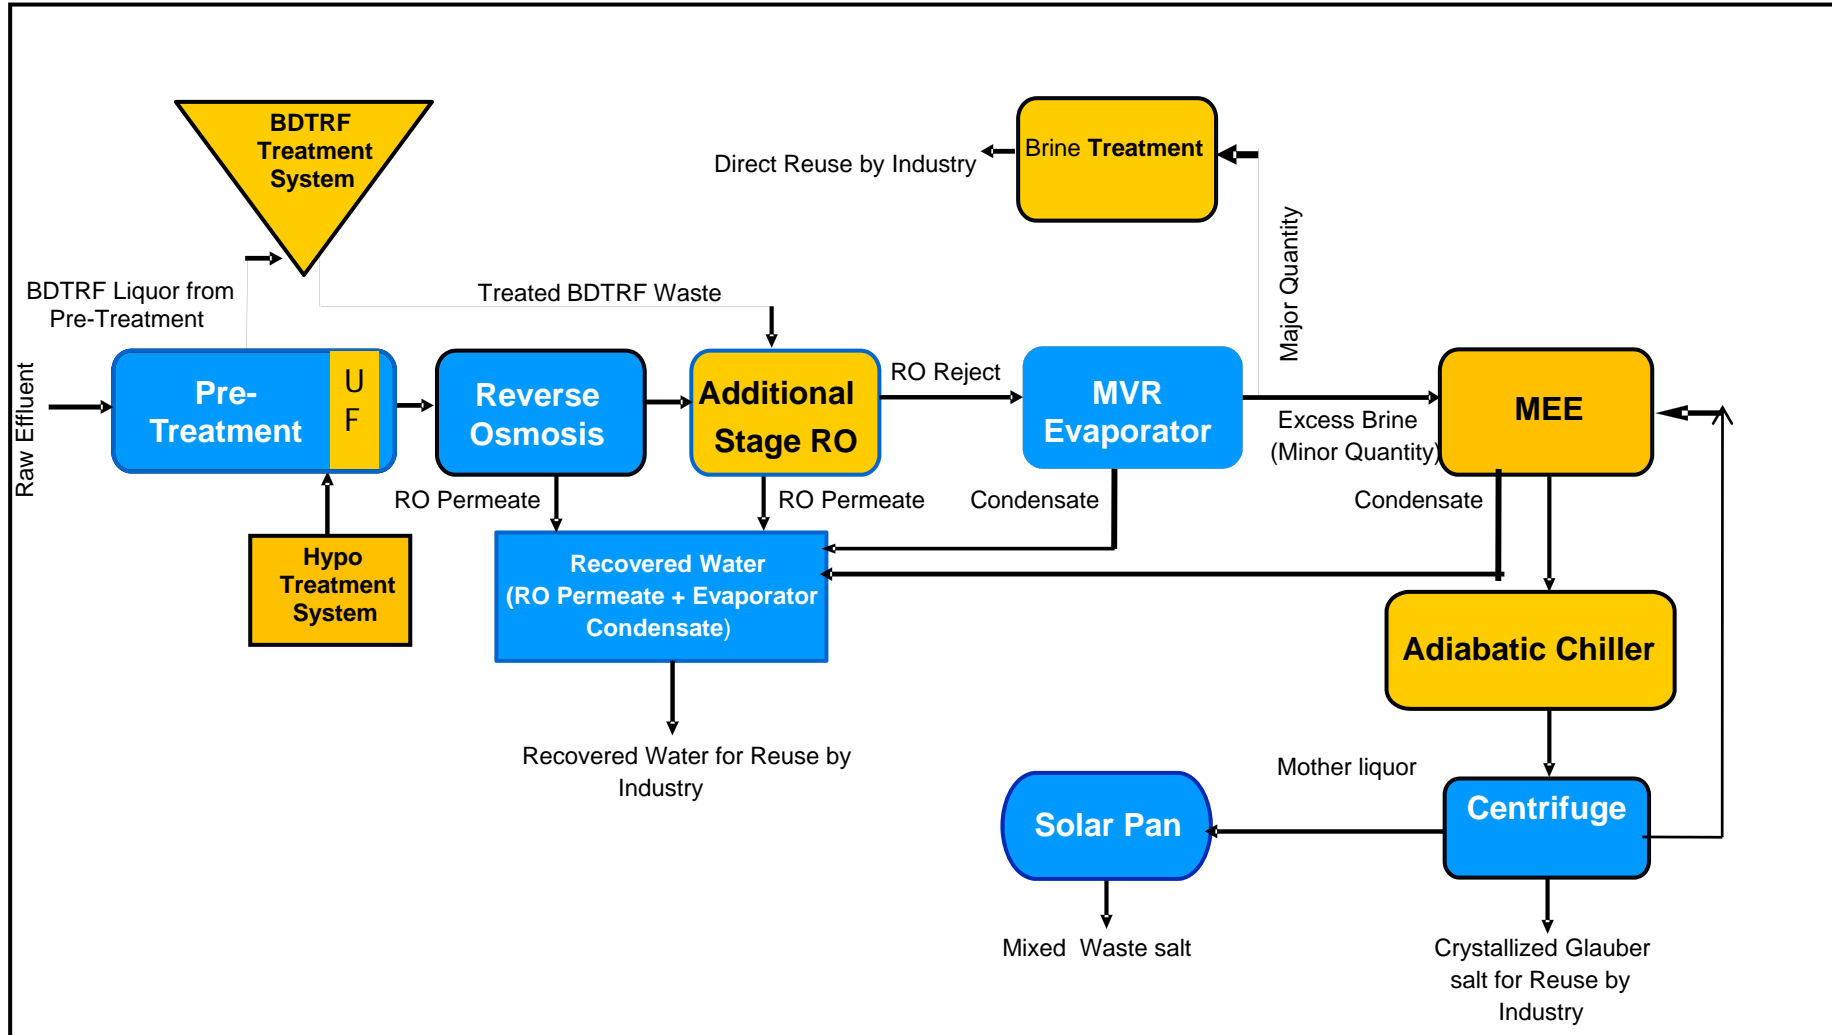 BDTRF
Treatment
System
Direct Reuse by Industry
Brine Treatment
Major Quantity
BDTRF Liquor from
Pre-Treatment
Treated BDTRF Waste
Raw Effluent
Pre-
Treatment
U
F
Reverse
Osmosis
Additional
Stage RO
RO Reject
MVR
Evaporator
Excess Brine
(Minor Quantity)
MEE
RO Permeate
RO Permeate
Condensate
Condensate
Hypo
Treatment
System
Recovered Water
(RO Permeate + Evaporator
Condensate)
Adiabatic Chiller
Recovered Water for Reuse by
Industry
Mother liquor
Solar Pan
Centrifuge
Mixed  Waste salt
Crystallized Glauber
salt for Reuse by
Industry